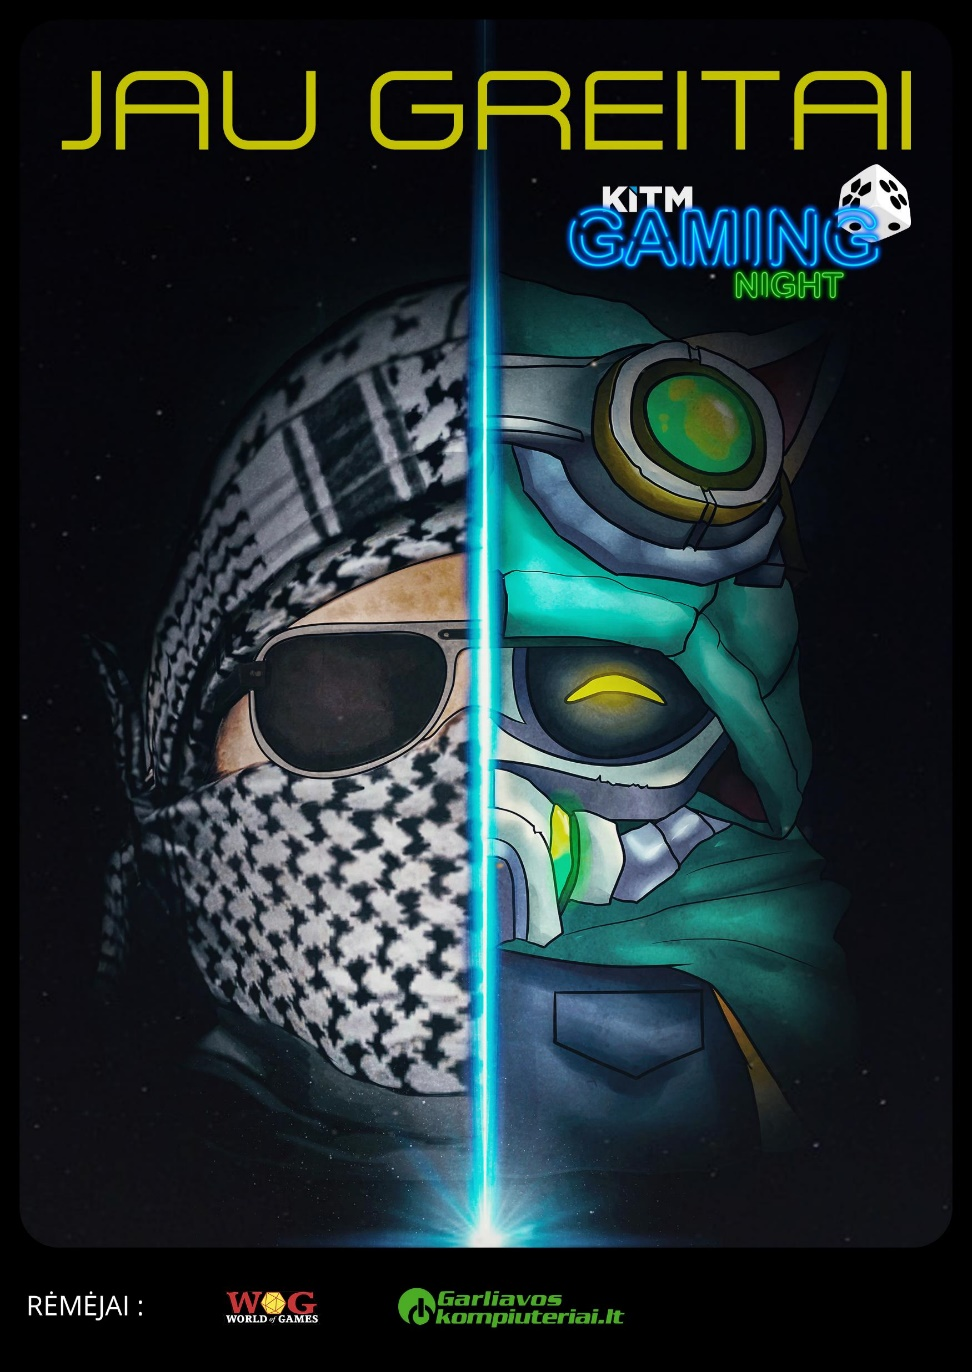 JAU GREITAI
KiTM
GAMING
NIGHT
RĖMĖJAI :
WOG
WORLD of GAMES
Garliavos
kompiuteriai.lt